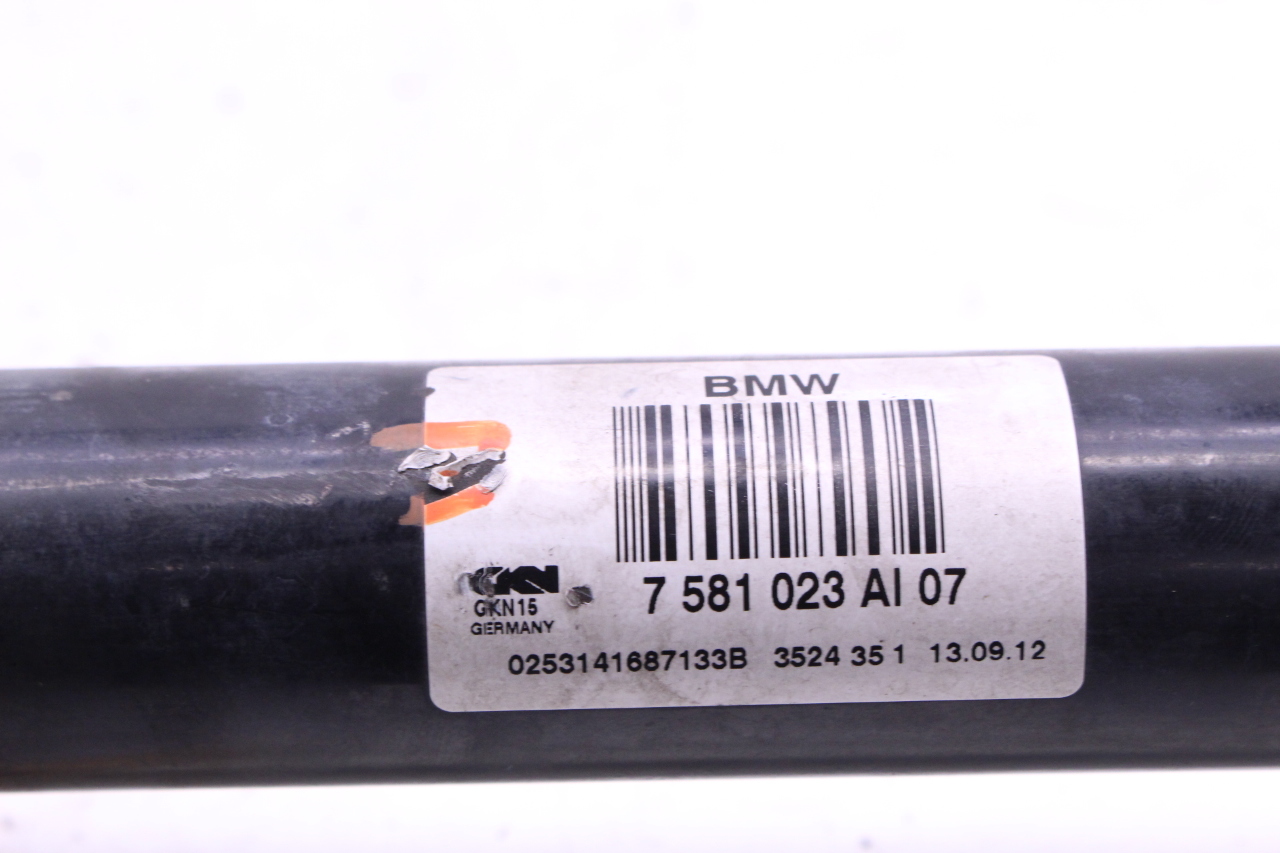 BMW
GKN
7 581 023 AI 07
GKN15
GERMANY
0253141687133B 3524 35 1 13.09.12